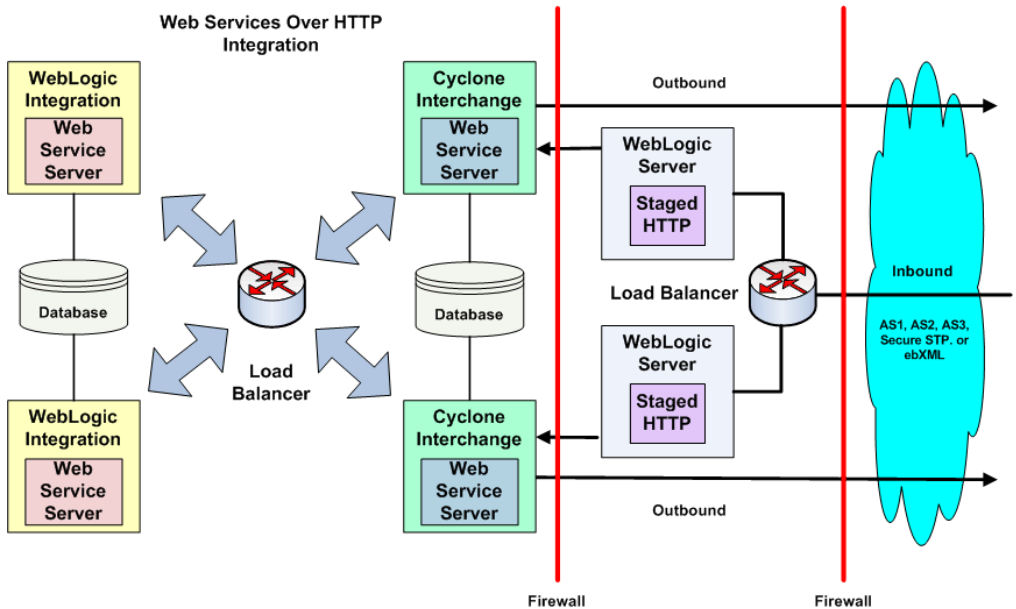 Web Services Over HTTP
Integration
WebLogic
Integration
Web
Service
Server
Database
WebLogic
Integration
Web
Service
Server
Load
Balancer
Cyclone
Interchange
Web
Service
Server
Database
Cyclone
Interchange
Web
Service
Server
Outbound
WebLogic
Server
Staged
HTTP
Load Balancer
WebLogic
Server
Staged
HTTP
Outbound
Inbound
AS1, AS2, AS3,
Secure STP. or
ebXML
Firewall
Firewall